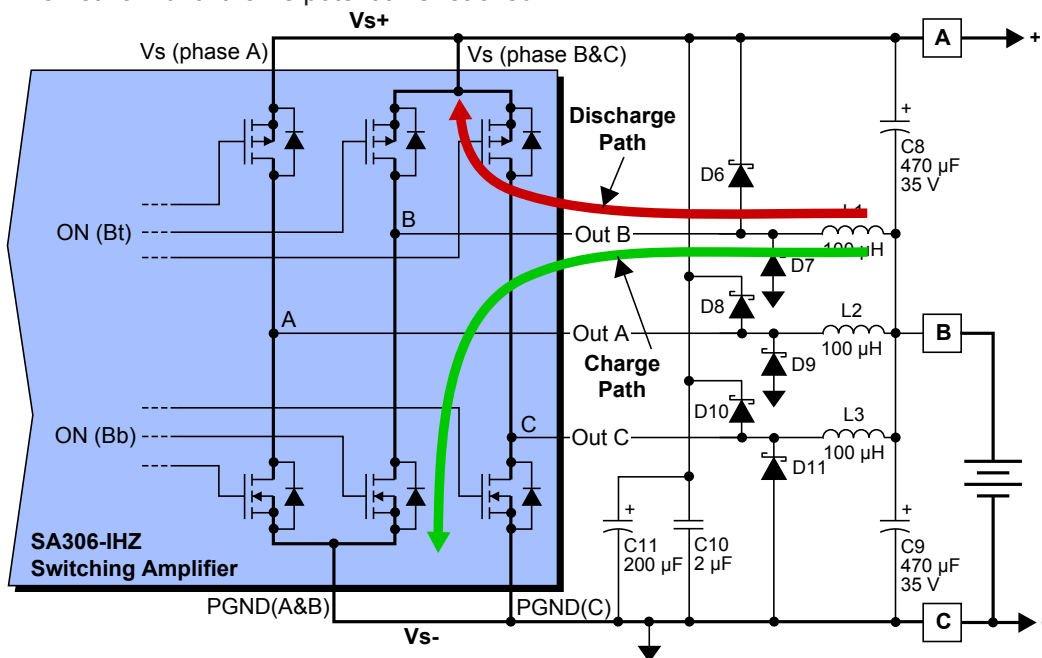 Vs+
A
+
Vs (phase A)
Vs (phase B&C)
Discharge
Path
+
C8
470 µF
35 V
D6
ON (Bt)
B
Out B
L1
100 µH
D7
D8
A
Out A
L2
100 µH
B
Charge
Path
D9
D10
L3
ON (Bb)
C
Out C
100 µH
D11
SA306-IHZ
Switching Amplifier
+
C11
200 µF
C10
2 µF
+
C9
470 µF
35 V
PGND(A&B)
PGND(C)
C
Vs-